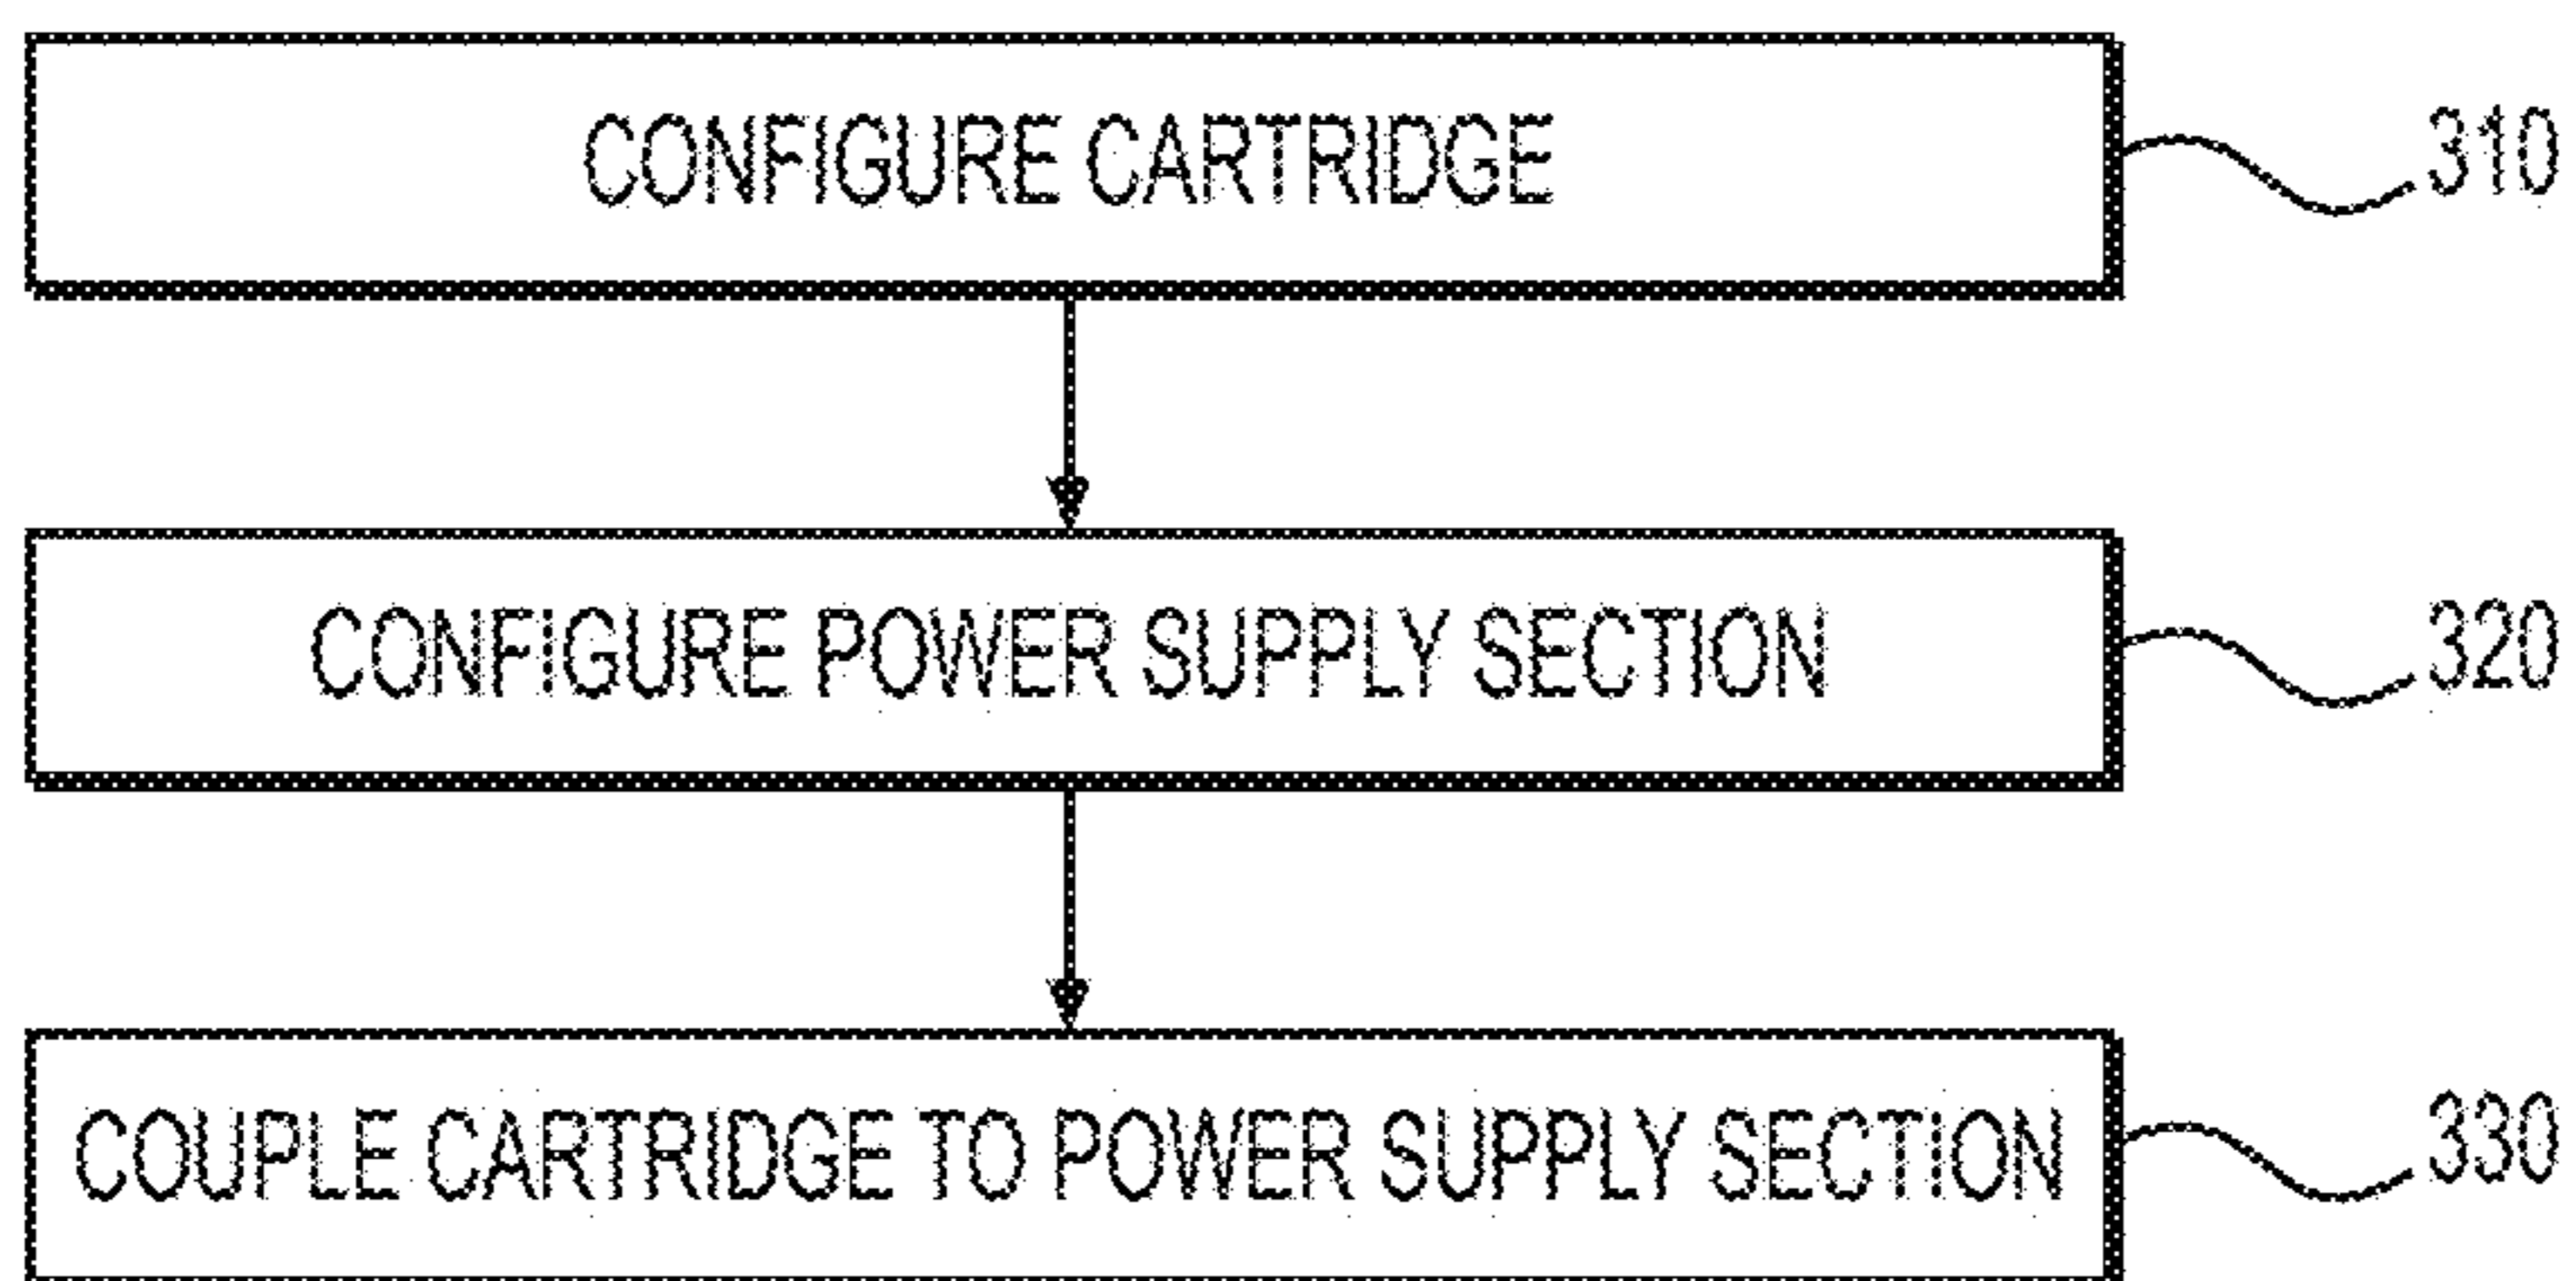 CONFIGURE CARTRIDGE
310
CONFIGURE POWER SUPPLY SECTION
320
COUPLE CARTRIDGE TO POWER SUPPLY SECTION
330